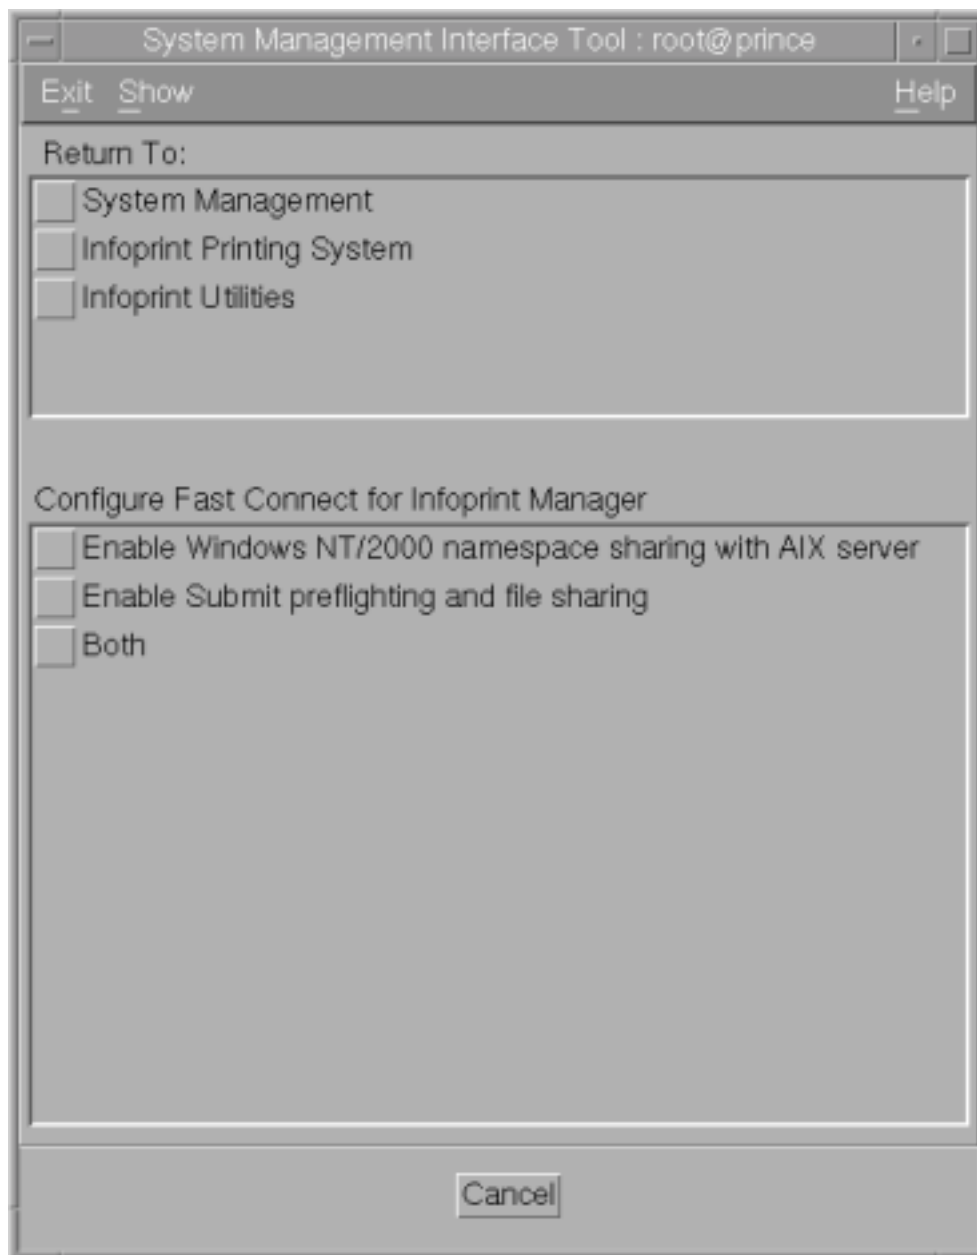 System Management Interface Tool : root@prince
Exit Show Help
Return To:
System Management
Infoprint Printing System
Infoprint Utilities
Configure Fast Connect for Infoprint Manager
Enable Windows NT/2000 namespace sharing with AIX server
Enable Submit preflighting and file sharing
Both
Cancel